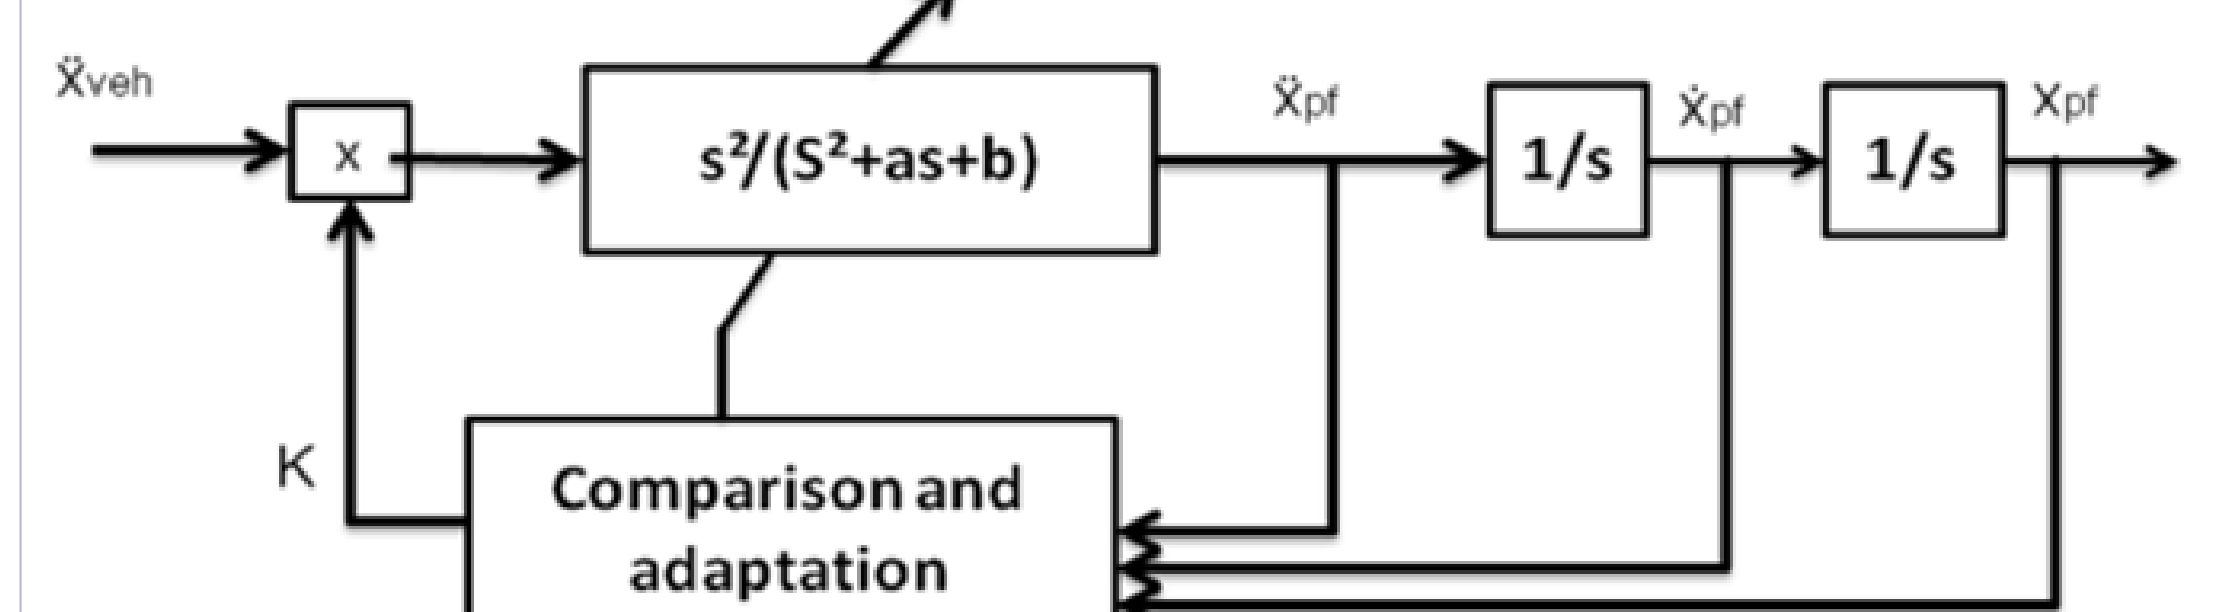 ẍveh
x
s²/(S²+as+b)
ẍpf
1/s
ẋpf
1/s
xpf
K
Comparison and
adaptation